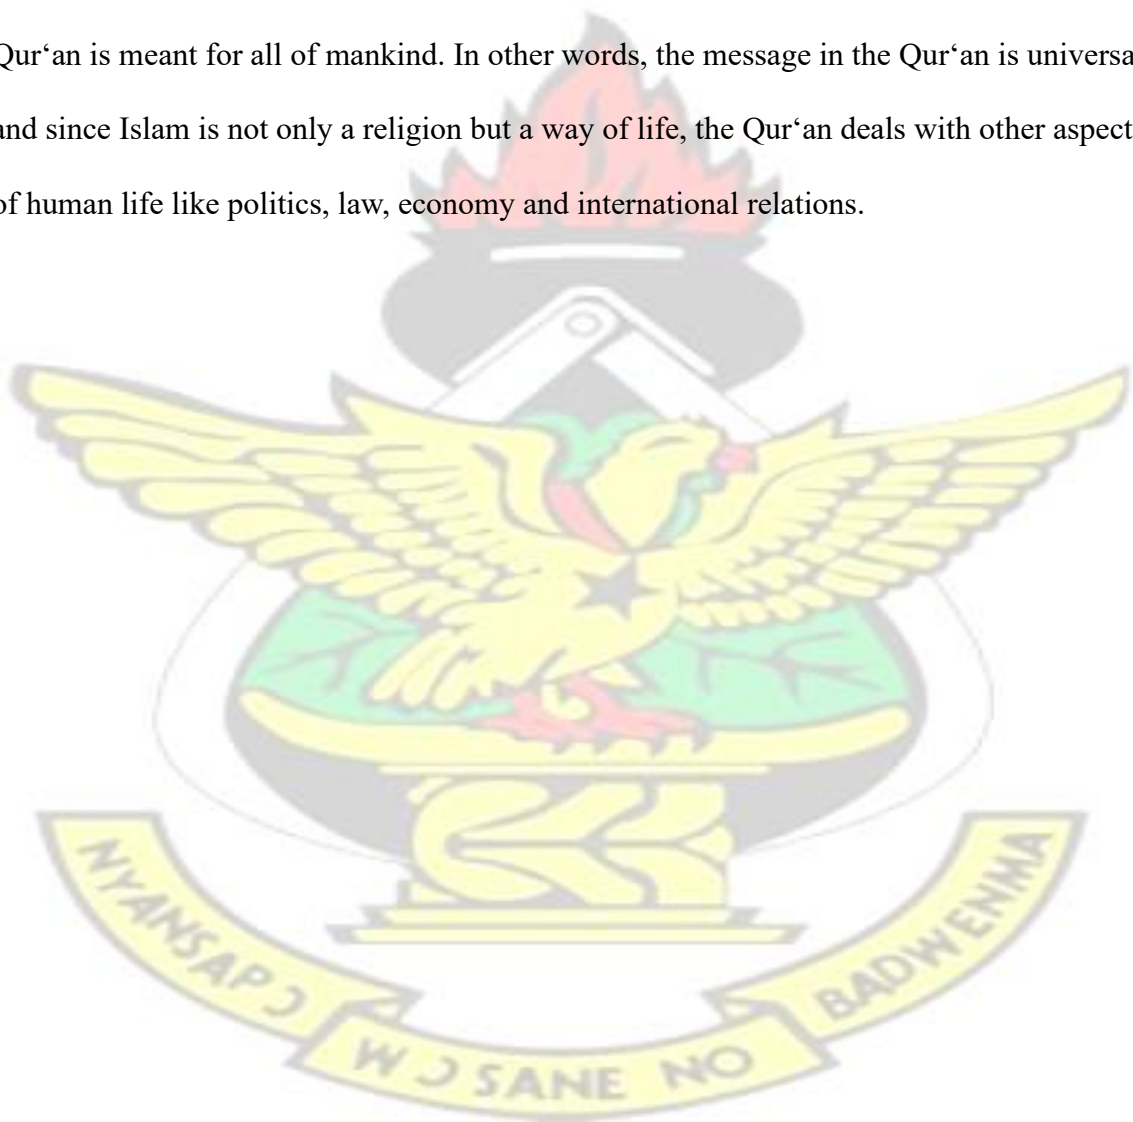 Qur‘an is meant for all of mankind. In other words, the message in the Qur‘an is universa
and since Islam is not only a religion but a way of life, the Qur‘an deals with other aspect
of human life like politics, law, economy and international relations.
NYANSAPƆ
WƆSANE NO
BADWENMA